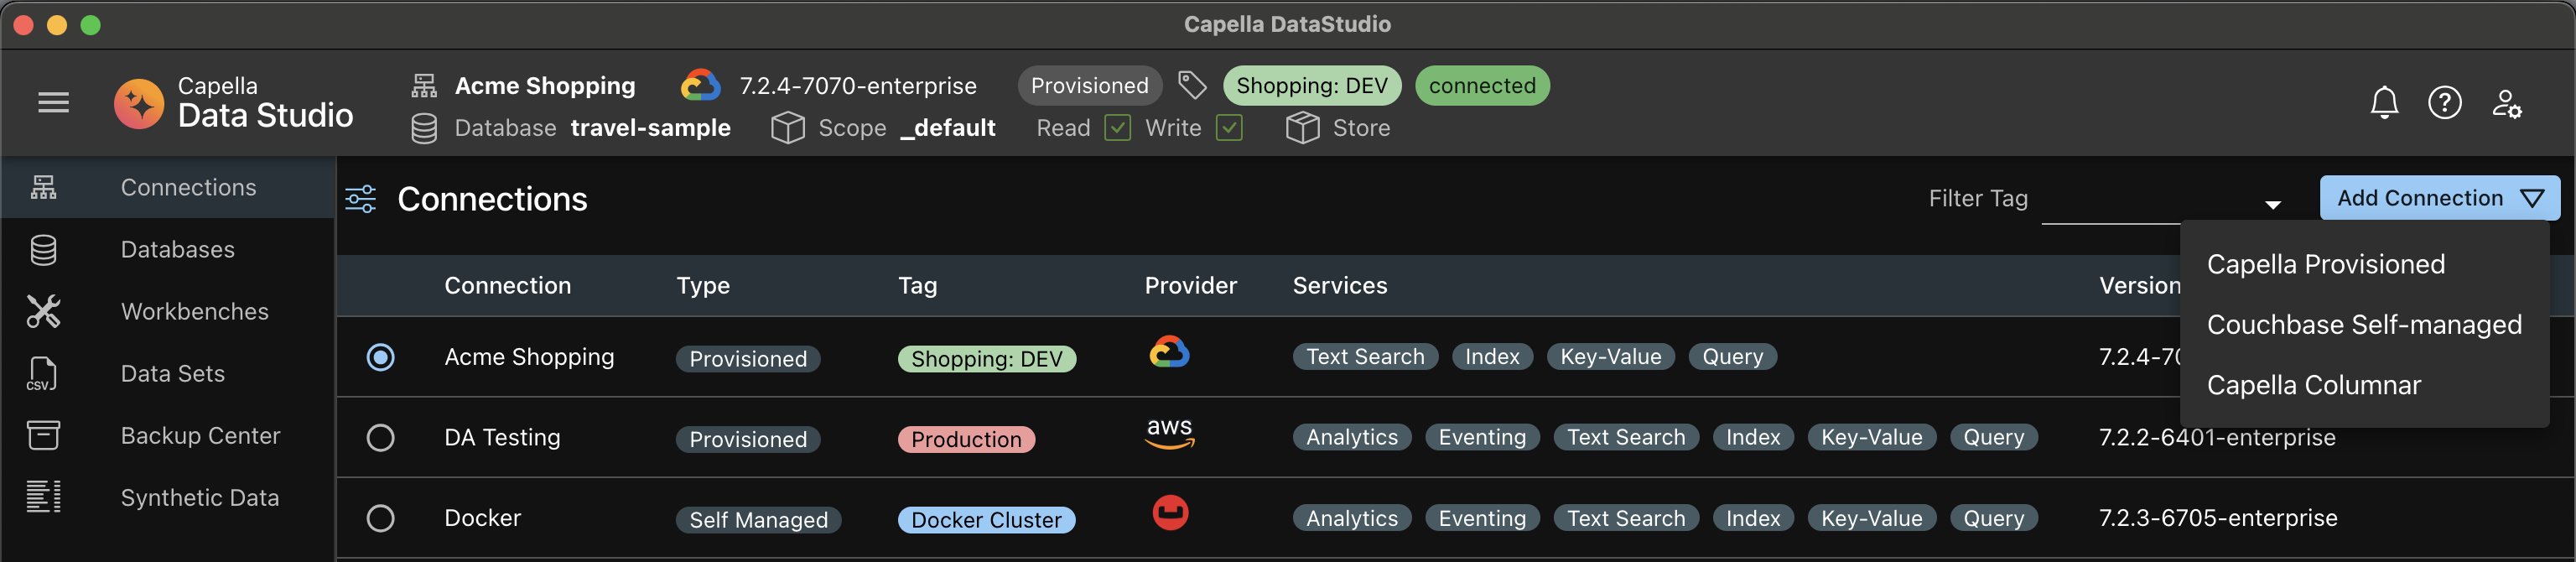 Capella DataStudio
Capella
Data Studio
Acme Shopping 7.2.4-7070-enterprise Provisioned Shopping: DEV connected
Database travel-sample Scope _default Read Write Store
Connections
Databases
Workbenches
CSV Data Sets
Backup Center
Synthetic Data
Connections Filter Tag Add Connection
Capella Provisioned
Couchbase Self-managed
Capella Columnar
Connection Type Tag Provider Services Version
Acme Shopping Provisioned Shopping: DEV Text Search Index Key-Value Query 7.2.4-70
DA Testing Provisioned Production aws Analytics Eventing Text Search Index Key-Value Query 7.2.2-6401-enterprise
Docker Self Managed Docker Cluster Analytics Eventing Text Search Index Key-Value Query 7.2.3-6705-enterprise